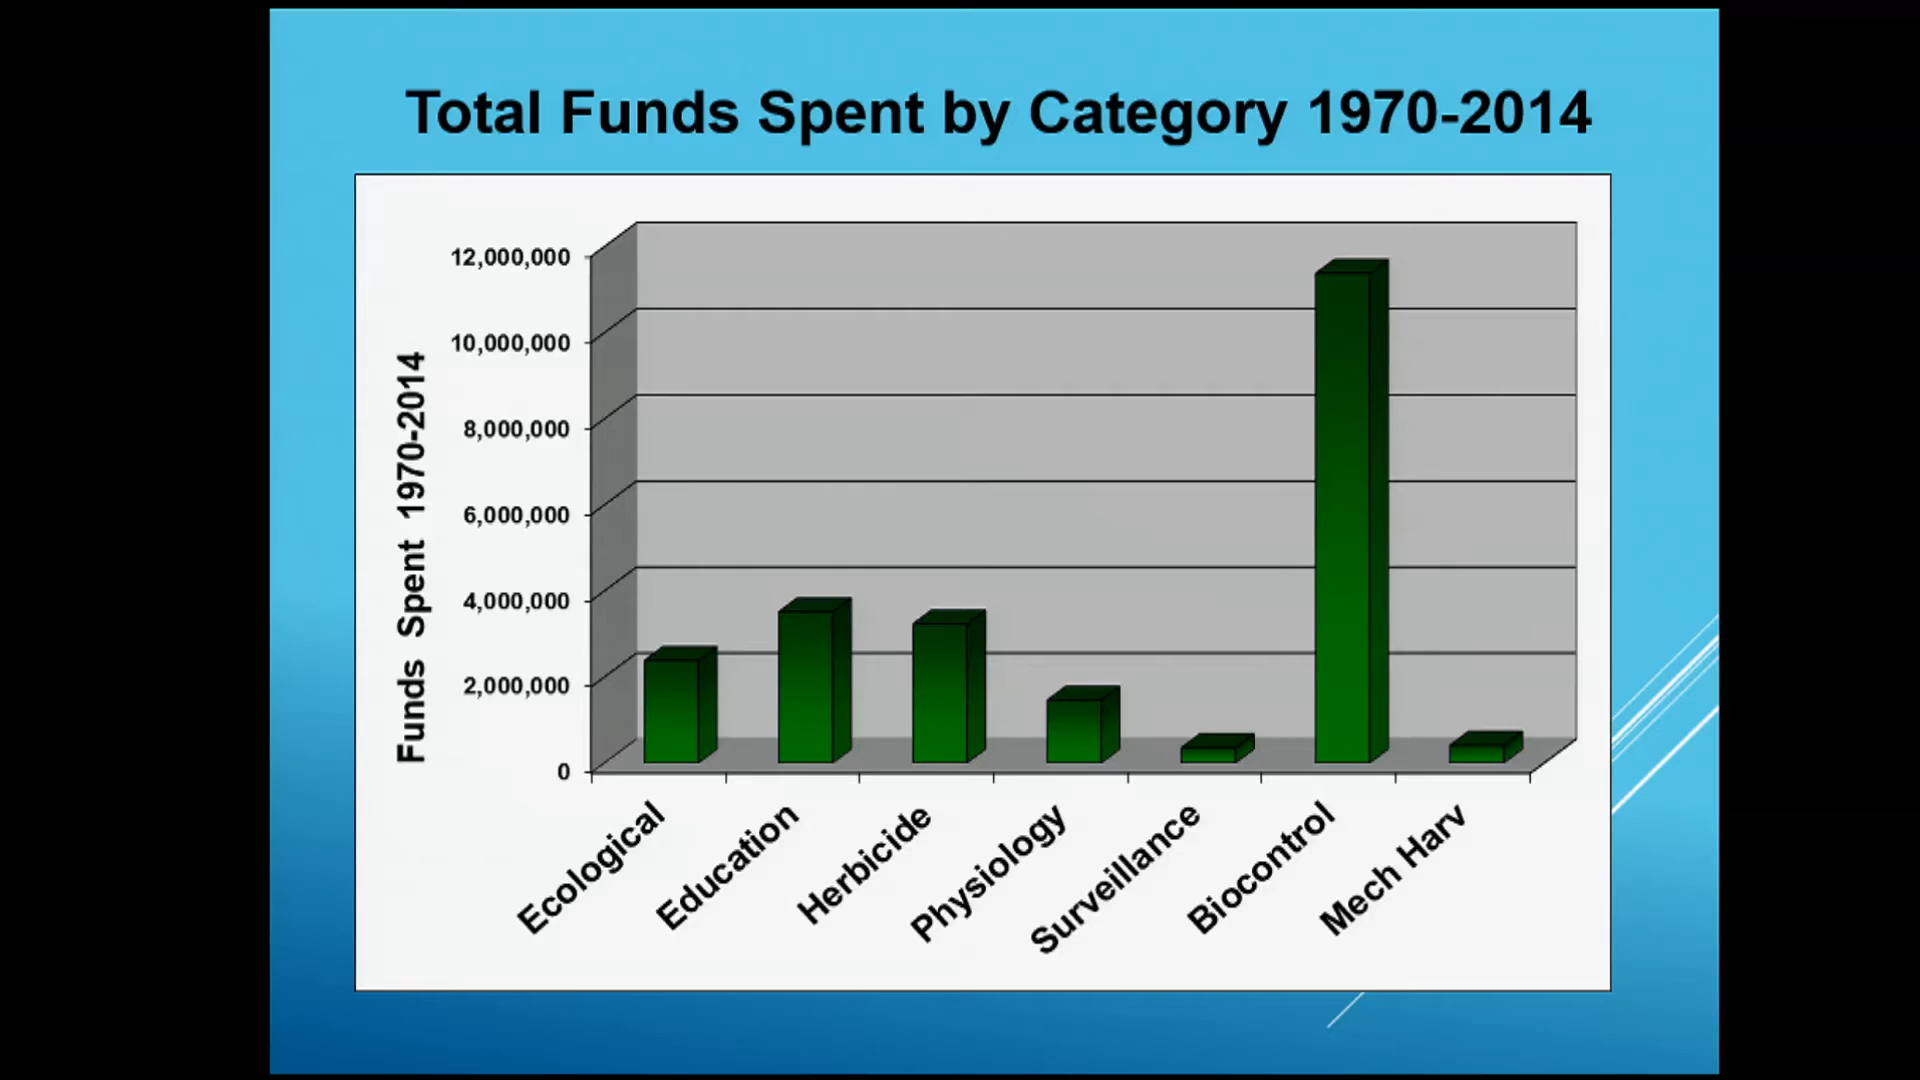 Total Funds Spent by Category 1970-2014
Funds Spent 1970-2014
12,000,000
10,000,000
8,000,000
6,000,000
4,000,000
2,000,000
0
Ecological
Education
Herbicide
Physiology
Surveillance
Biocontrol
Mech Harv